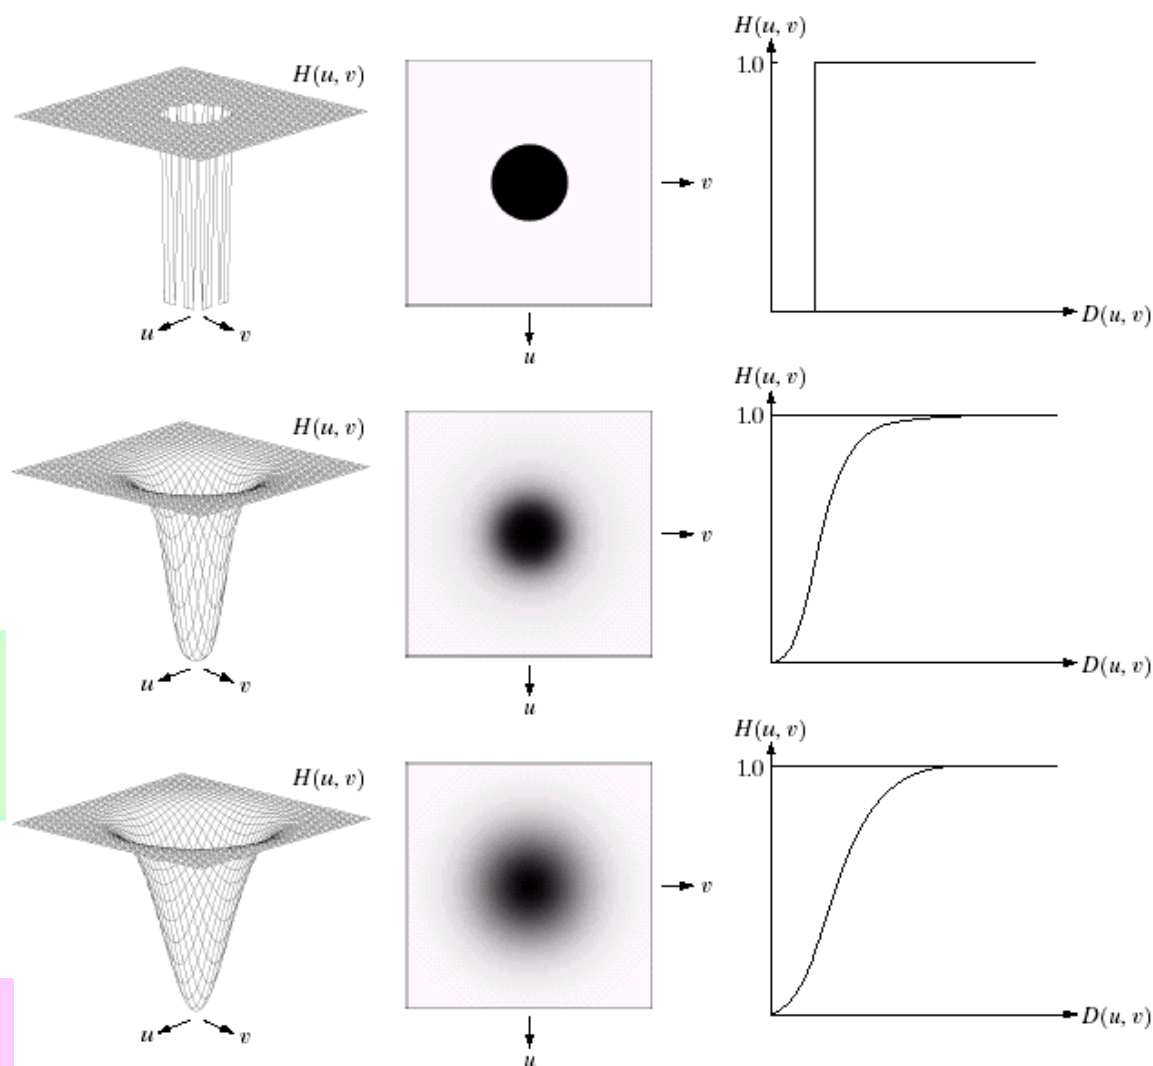 H(u, v)
H(u, v)
1.0
v
D(u, v)
u
v
u
H(u, v)
H(u, v)
1.0
v
D(u, v)
u
v
u
H(u, v)
H(u, v)
1.0
v
D(u, v)
u
v
u